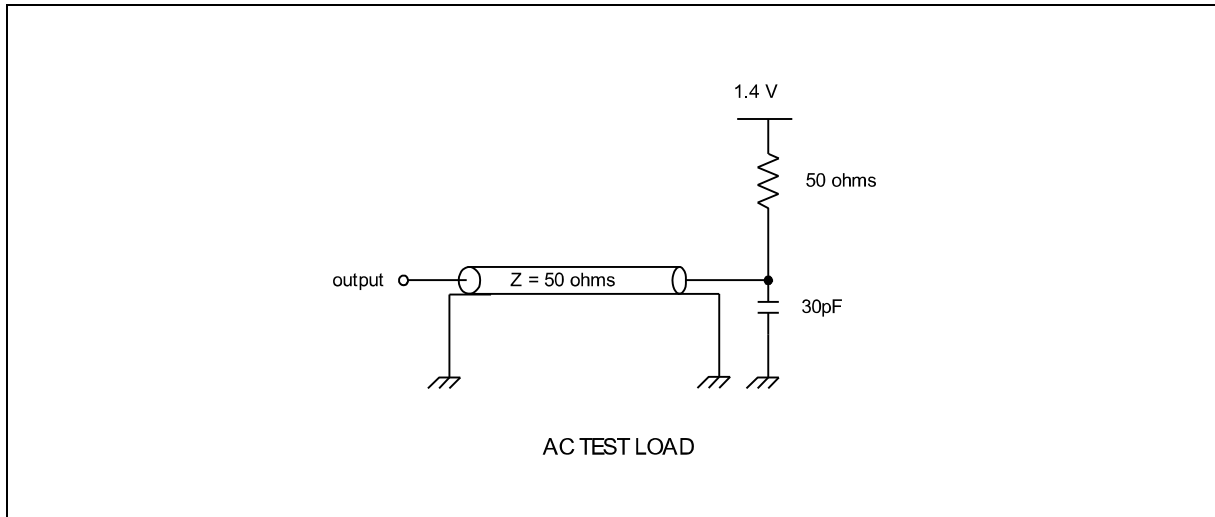 1.4 V
50 ohms
output
Z = 50 ohms
30pF
AC TEST LOAD